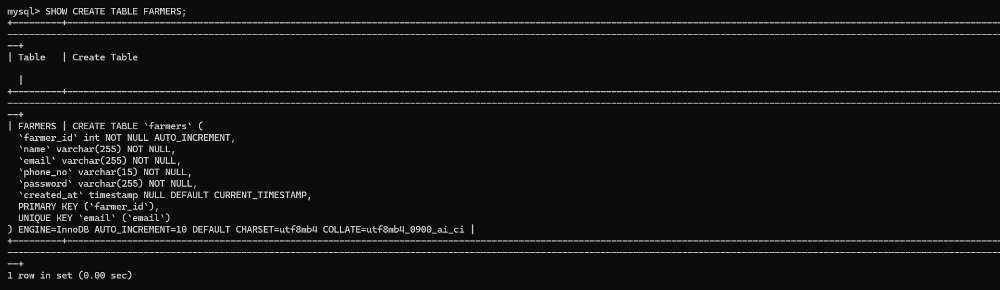 mysql> SHOW CREATE TABLE FARMERS;
+---------+----------------------------------------------------------------------------------------------------------------------------------------------------------------------------
---------------------------------------------------------------------------------------------------------------------------------------------------------------------------------------
--+
| Table   | Create Table
  |
+---------+----------------------------------------------------------------------------------------------------------------------------------------------------------------------------
---------------------------------------------------------------------------------------------------------------------------------------------------------------------------------------
--+
| FARMERS | CREATE TABLE `farmers` (
  `farmer_id` int NOT NULL AUTO_INCREMENT,
  `name` varchar(255) NOT NULL,
  `email` varchar(255) NOT NULL,
  `phone_no` varchar(15) NOT NULL,
  `password` varchar(255) NOT NULL,
  `created_at` timestamp NULL DEFAULT CURRENT_TIMESTAMP,
  PRIMARY KEY (`farmer_id`),
  UNIQUE KEY `email` (`email`)
) ENGINE=InnoDB AUTO_INCREMENT=10 DEFAULT CHARSET=utf8mb4 COLLATE=utf8mb4_0900_ai_ci |
+---------+----------------------------------------------------------------------------------------------------------------------------------------------------------------------------
---------------------------------------------------------------------------------------------------------------------------------------------------------------------------------------
--+
1 row in set (0.00 sec)